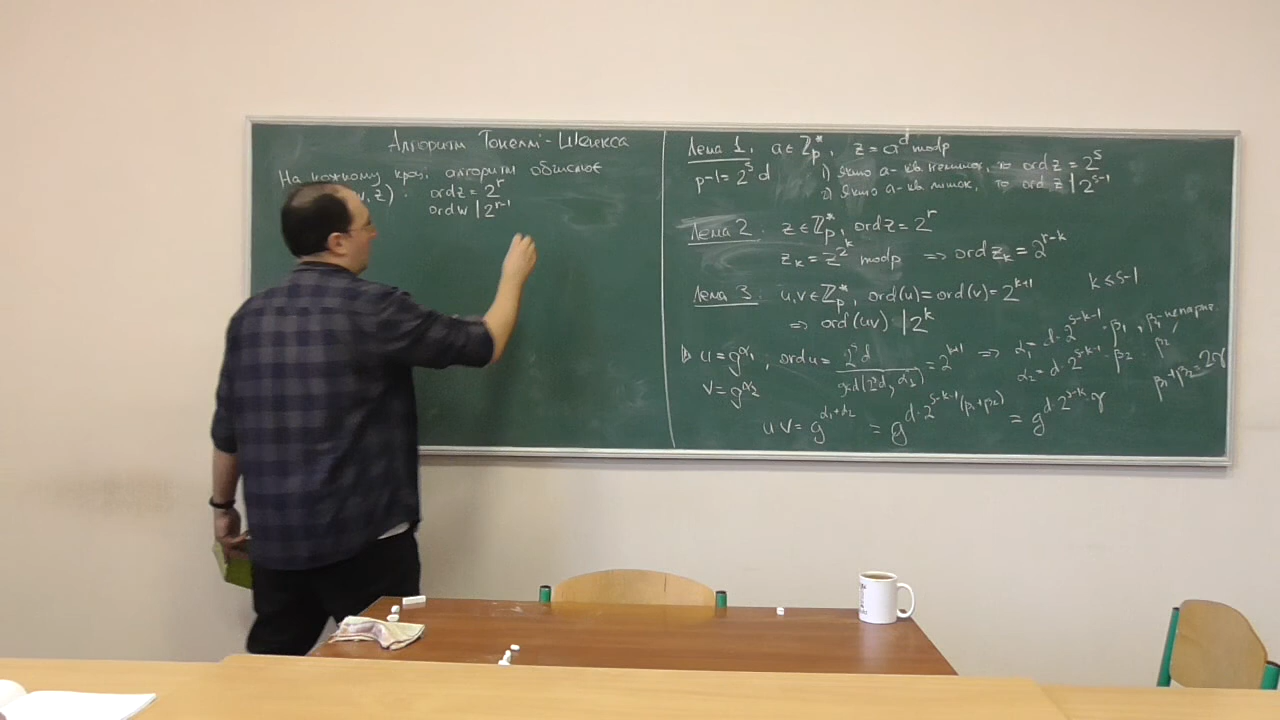 Алгоритм Тонеллі-Шенкса
На кожному кроці алгоритм обчислює
, z) : ord z = 2^r
ord w | 2^{r-1}
Лема 1. a ∈ ℤ_p^*, z = a^d mod p
p-1 = 2^s d
1) якщо a - кв. нелишок, то ord z = 2^s
2) якщо a - кв. лишок, то ord z | 2^{s-1}
Лема 2. z ∈ ℤ_p^*, ord z = 2^r
z_k = z^{2^k} mod p ⇒ ord z_k = 2^{r-k}
Лема 3. u, v ∈ ℤ_p^*, ord(u) = ord(v) = 2^{k+1} k ≤ s-1
⇒ ord(uv) | 2^k
▷ u = g^{α_1}, ord u = \frac{2^s d}{gcd(2^s d, α_1)} = 2^{k+1} ⇒ α_1 = d·2^{s-k-1}·β_1, β_1 - непарні
v = g^{α_2} α_2 = d·2^{s-k-1}·β_2 β_2
β_1+β_2 = 2γ
uv = g^{α_1+α_2} = g^{d·2^{s-k-1}(β_1+β_2)} = g^{d·2^{s-k}·γ}